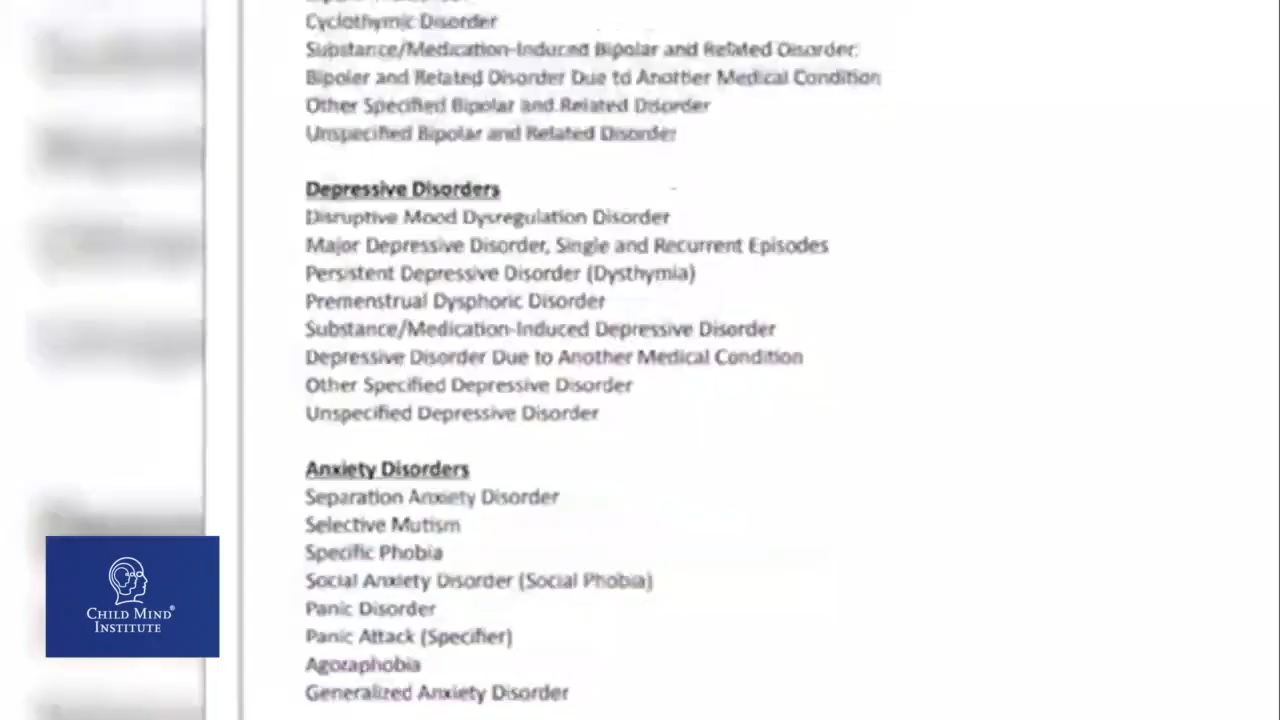 Cyclothymic Disorder
Substance/Medication-Induced Bipolar and Related Disorder
Bipolar and Related Disorder Due to Another Medical Condition
Other Specified Bipolar and Related Disorder
Unspecified Bipolar and Related Disorder
Depressive Disorders
Disruptive Mood Dysregulation Disorder
Major Depressive Disorder, Single and Recurrent Episodes
Persistent Depressive Disorder (Dysthymia)
Premenstrual Dysphoric Disorder
Substance/Medication-Induced Depressive Disorder
Depressive Disorder Due to Another Medical Condition
Other Specified Depressive Disorder
Unspecified Depressive Disorder
Anxiety Disorders
Separation Anxiety Disorder
Selective Mutism
Specific Phobia
Social Anxiety Disorder (Social Phobia)
Panic Disorder
Panic Attack (Specifier)
Agoraphobia
Generalized Anxiety Disorder
CHILD MIND®
INSTITUTE